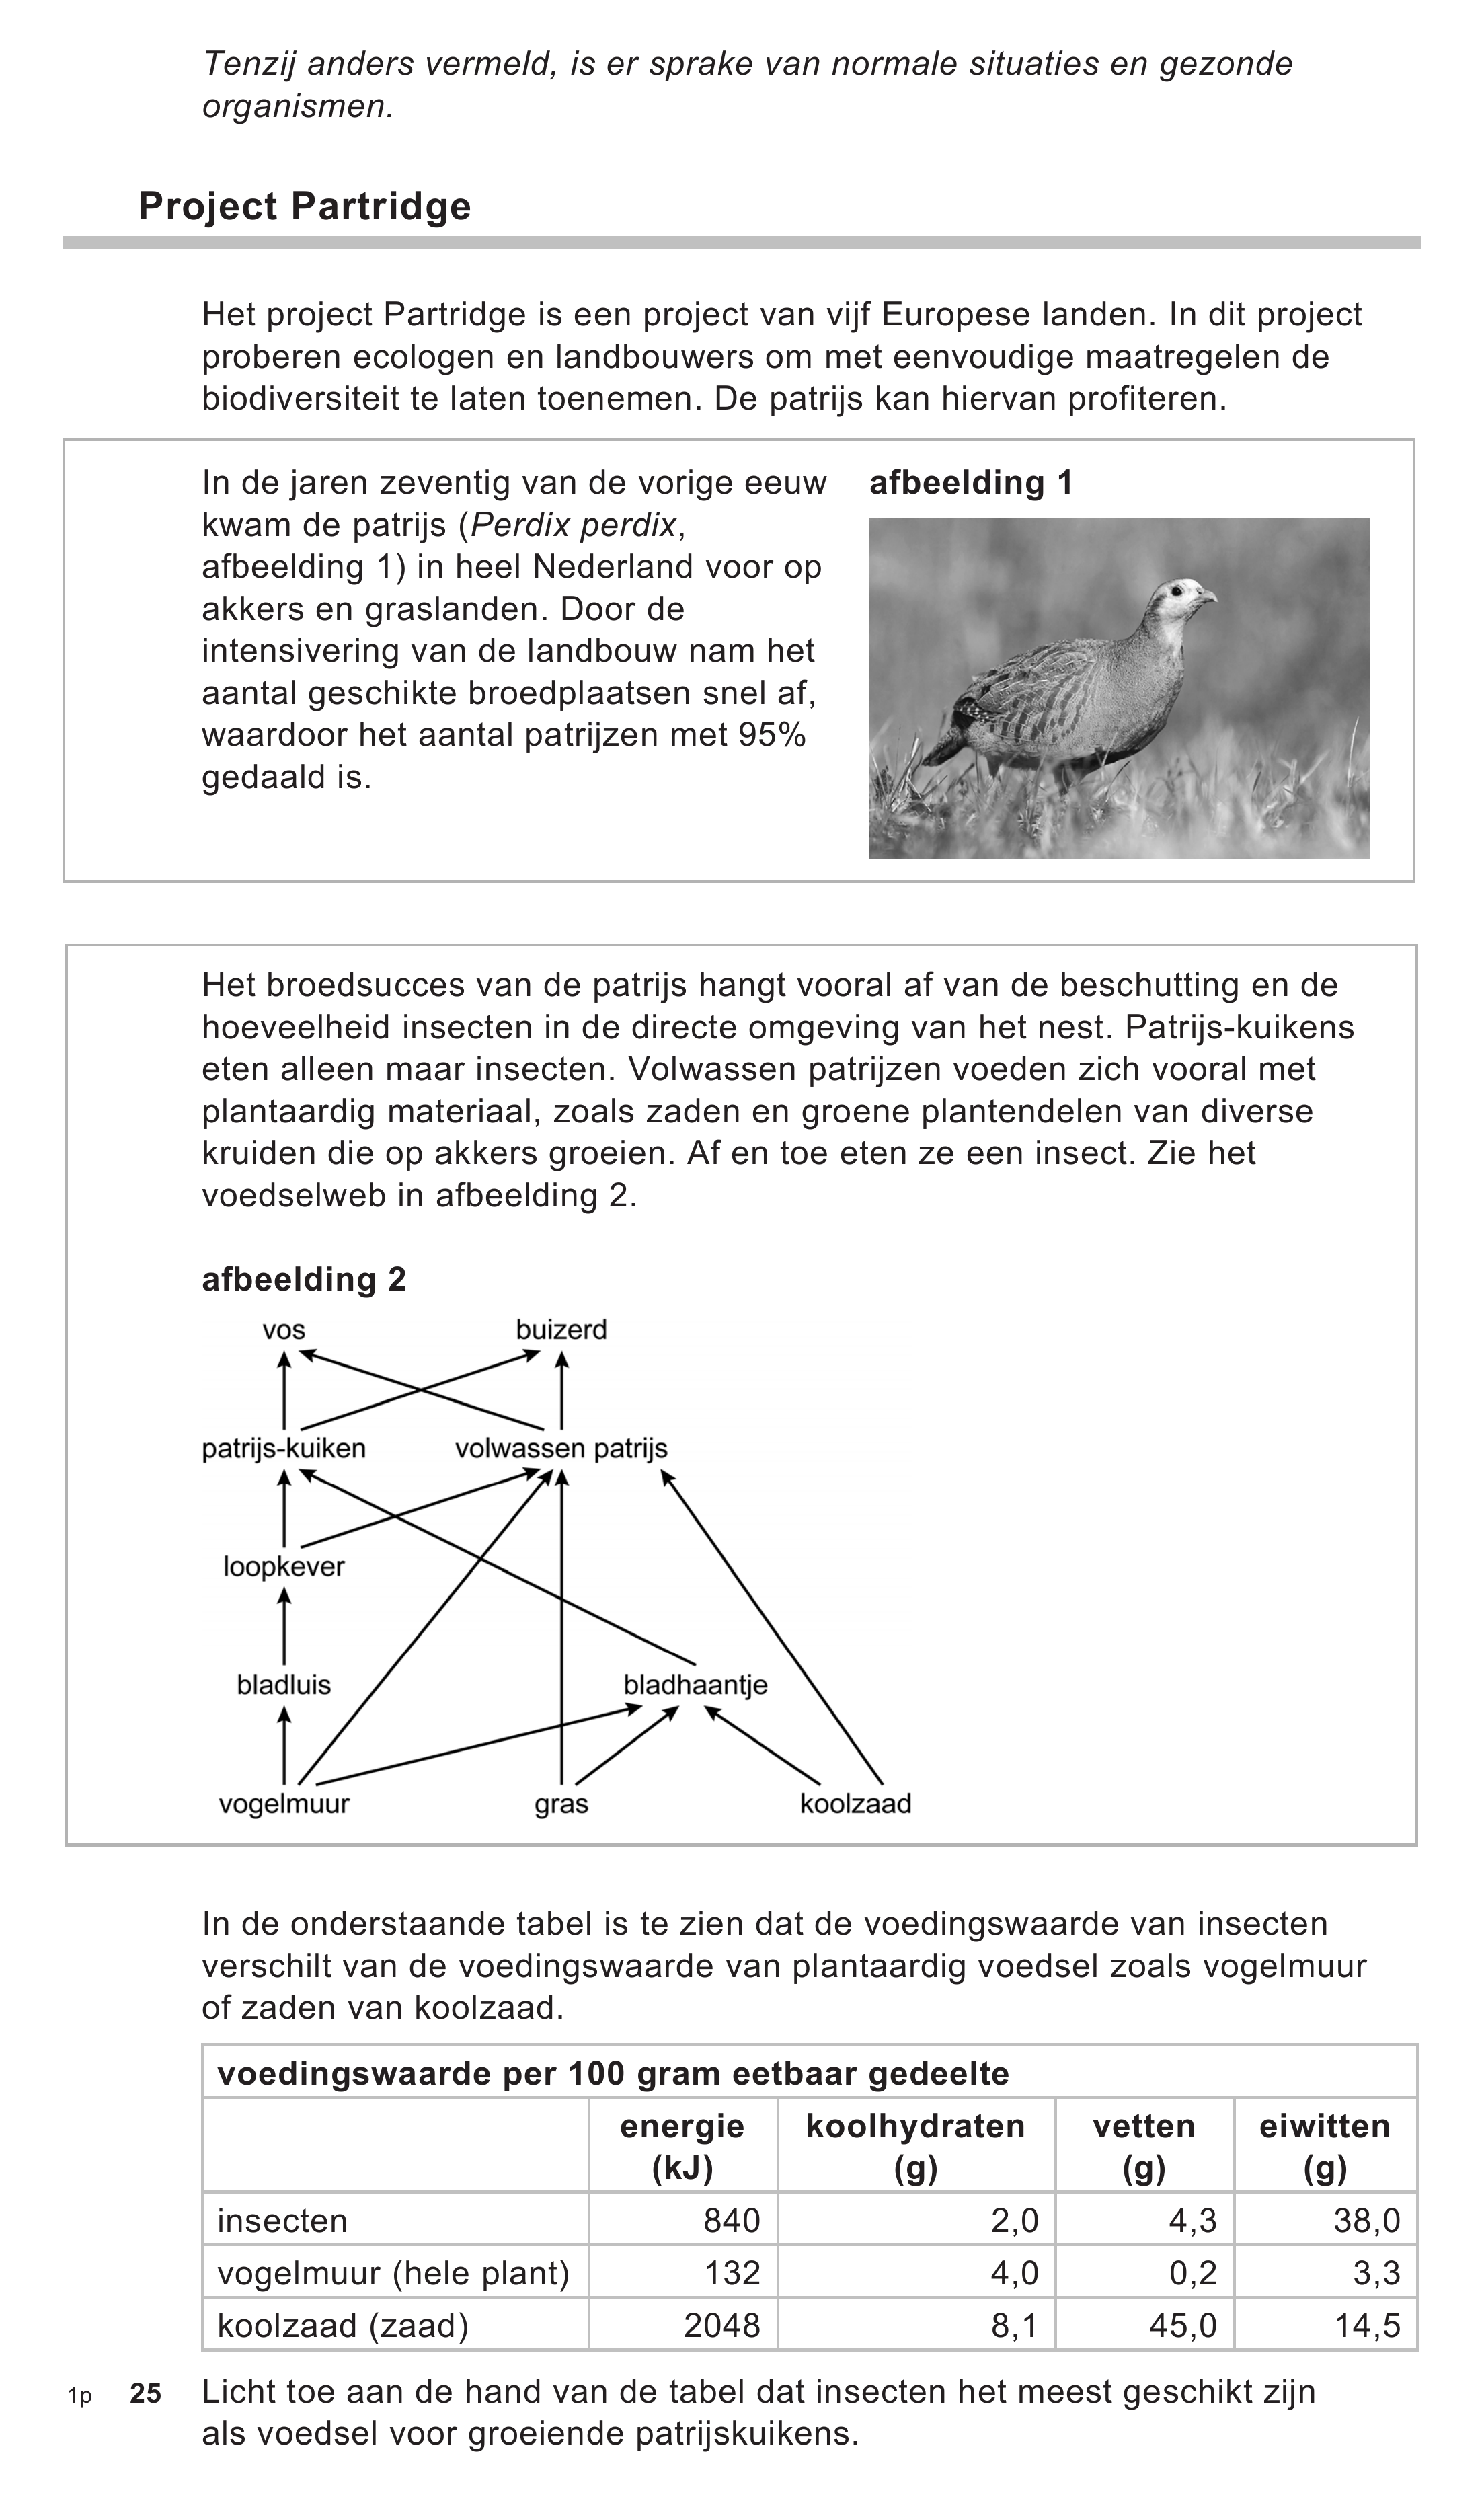 Tenzij anders vermeld, is er sprake van normale situaties en gezonde
organismen.
Project Partridge
Het project Partridge is een project van vijf Europese landen. In dit project
proberen ecologen en landbouwers om met eenvoudige maatregelen de
biodiversiteit te laten toenemen. De patrijs kan hiervan profiteren.
In de jaren zeventig van de vorige eeuw
kwam de patrijs (Perdix perdix,
afbeelding 1) in heel Nederland voor op
akkers en graslanden. Door de
intensivering van de landbouw nam het
aantal geschikte broedplaatsen snel af,
waardoor het aantal patrijzen met 95%
gedaald is.
afbeelding 1
Het broedsucces van de patrijs hangt vooral af van de beschutting en de
hoeveelheid insecten in de directe omgeving van het nest. Patrijs-kuikens
eten alleen maar insecten. Volwassen patrijzen voeden zich vooral met
plantaardig materiaal, zoals zaden en groene plantendelen van diverse
kruiden die op akkers groeien. Af en toe eten ze een insect. Zie het
voedselweb in afbeelding 2.
afbeelding 2
vos buizerd
patrijs-kuiken volwassen patrijs
loopkever
bladluis bladhaantje
vogelmuur gras koolzaad
In de onderstaande tabel is te zien dat de voedingswaarde van insecten
verschilt van de voedingswaarde van plantaardig voedsel zoals vogelmuur
of zaden van koolzaad.
voedingswaarde per 100 gram eetbaar gedeelte
energie koolhydraten vetten eiwitten
(kJ) (g) (g) (g)
insecten 840 2,0 4,3 38,0
vogelmuur (hele plant) 132 4,0 0,2 3,3
koolzaad (zaad) 2048 8,1 45,0 14,5
1p 25 Licht toe aan de hand van de tabel dat insecten het meest geschikt zijn
als voedsel voor groeiende patrijskuikens.